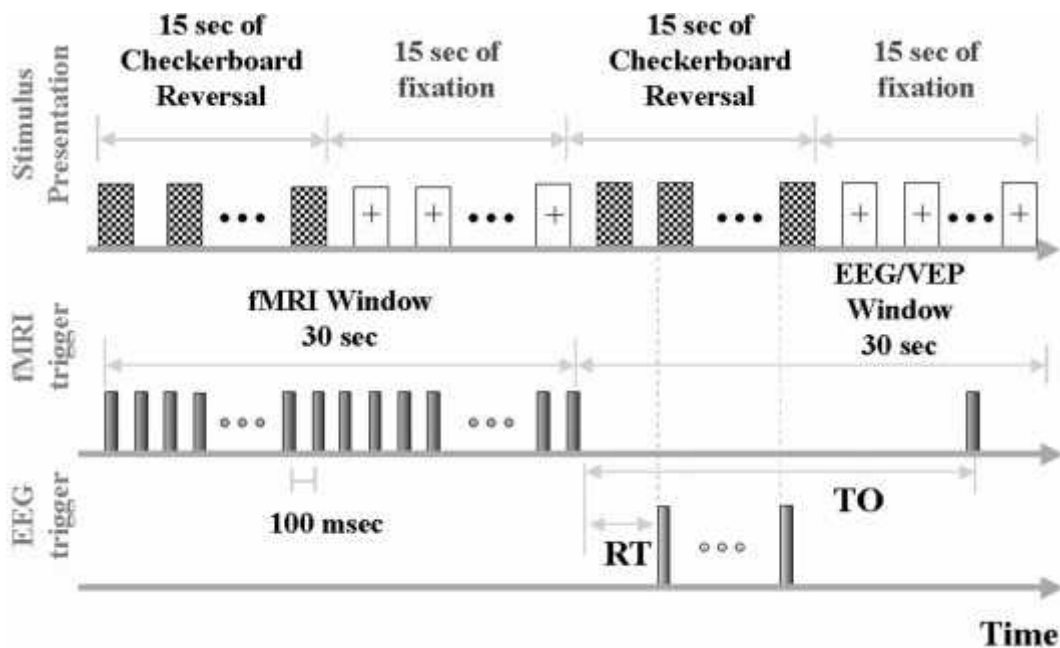 15 sec of
Checkerboard
Reversal
15 sec of
fixation
15 sec of
Checkerboard
Reversal
15 sec of
fixation
Stimulus
Presentation
+ + +
+ + +
fMRI
trigger
fMRI Window
30 sec
EEG/VEP
Window
30 sec
EEG
trigger
100 msec
RT
TO
Time